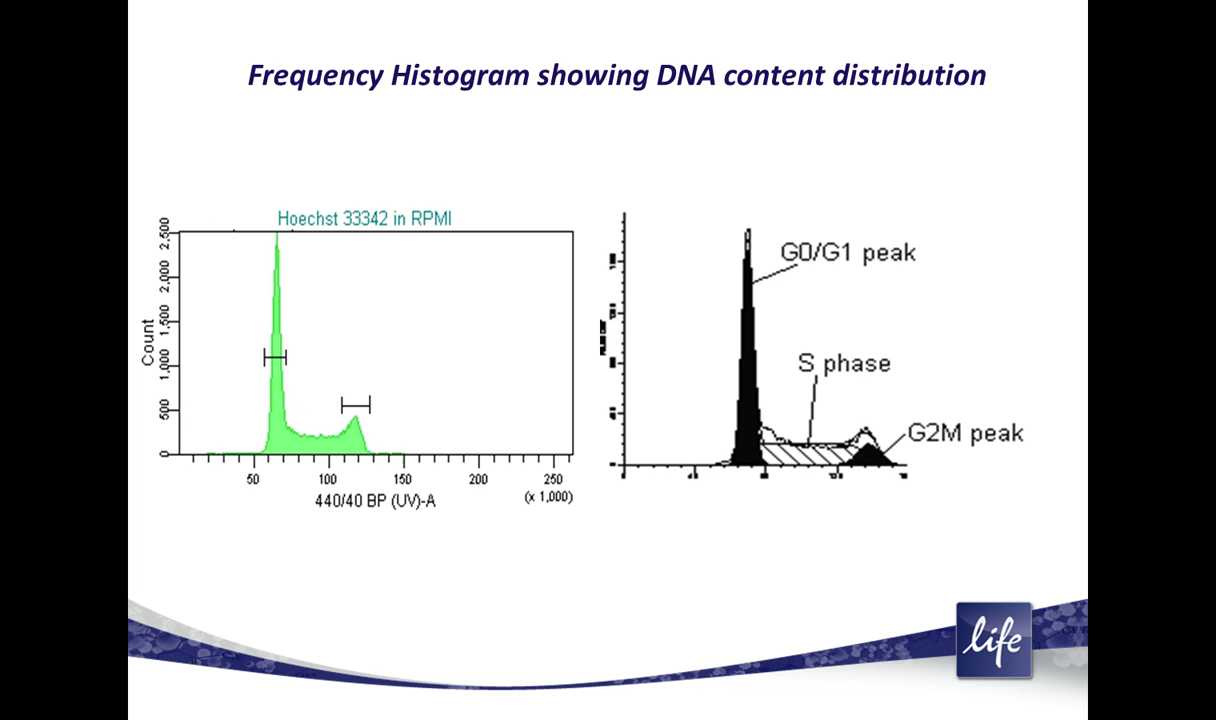 Frequency Histogram showing DNA content distribution
Hoechst 33342 in RPMI
Count
2,500
2,000
1,500
1,000
500
0
50
100
150
200
250
440/40 BP (UV)-A
(x 1,000)
G0/G1 peak
S phase
G2M peak
life